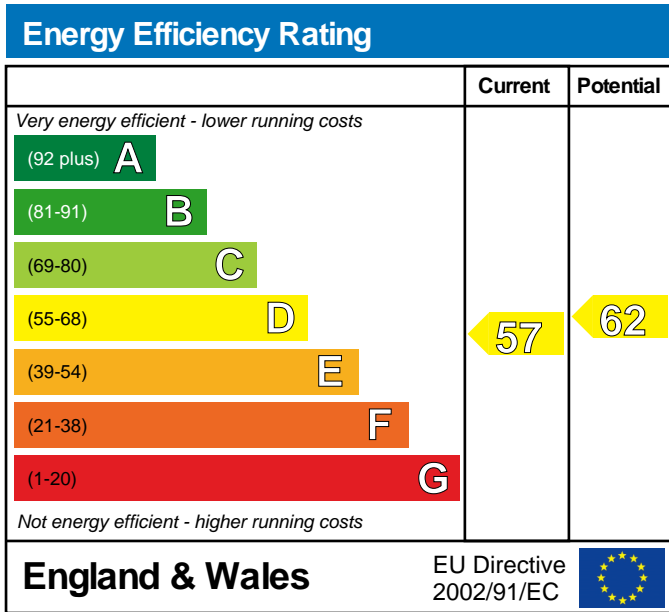 Energy Efficiency Rating
Current Potential
Very energy efficient - lower running costs
(92 plus) A
(81-91) B
(69-80) C
(55-68) D
(39-54) E
(21-38) F
(1-20) G
57
62
Not energy efficient - higher running costs
England & Wales
EU Directive
2002/91/EC